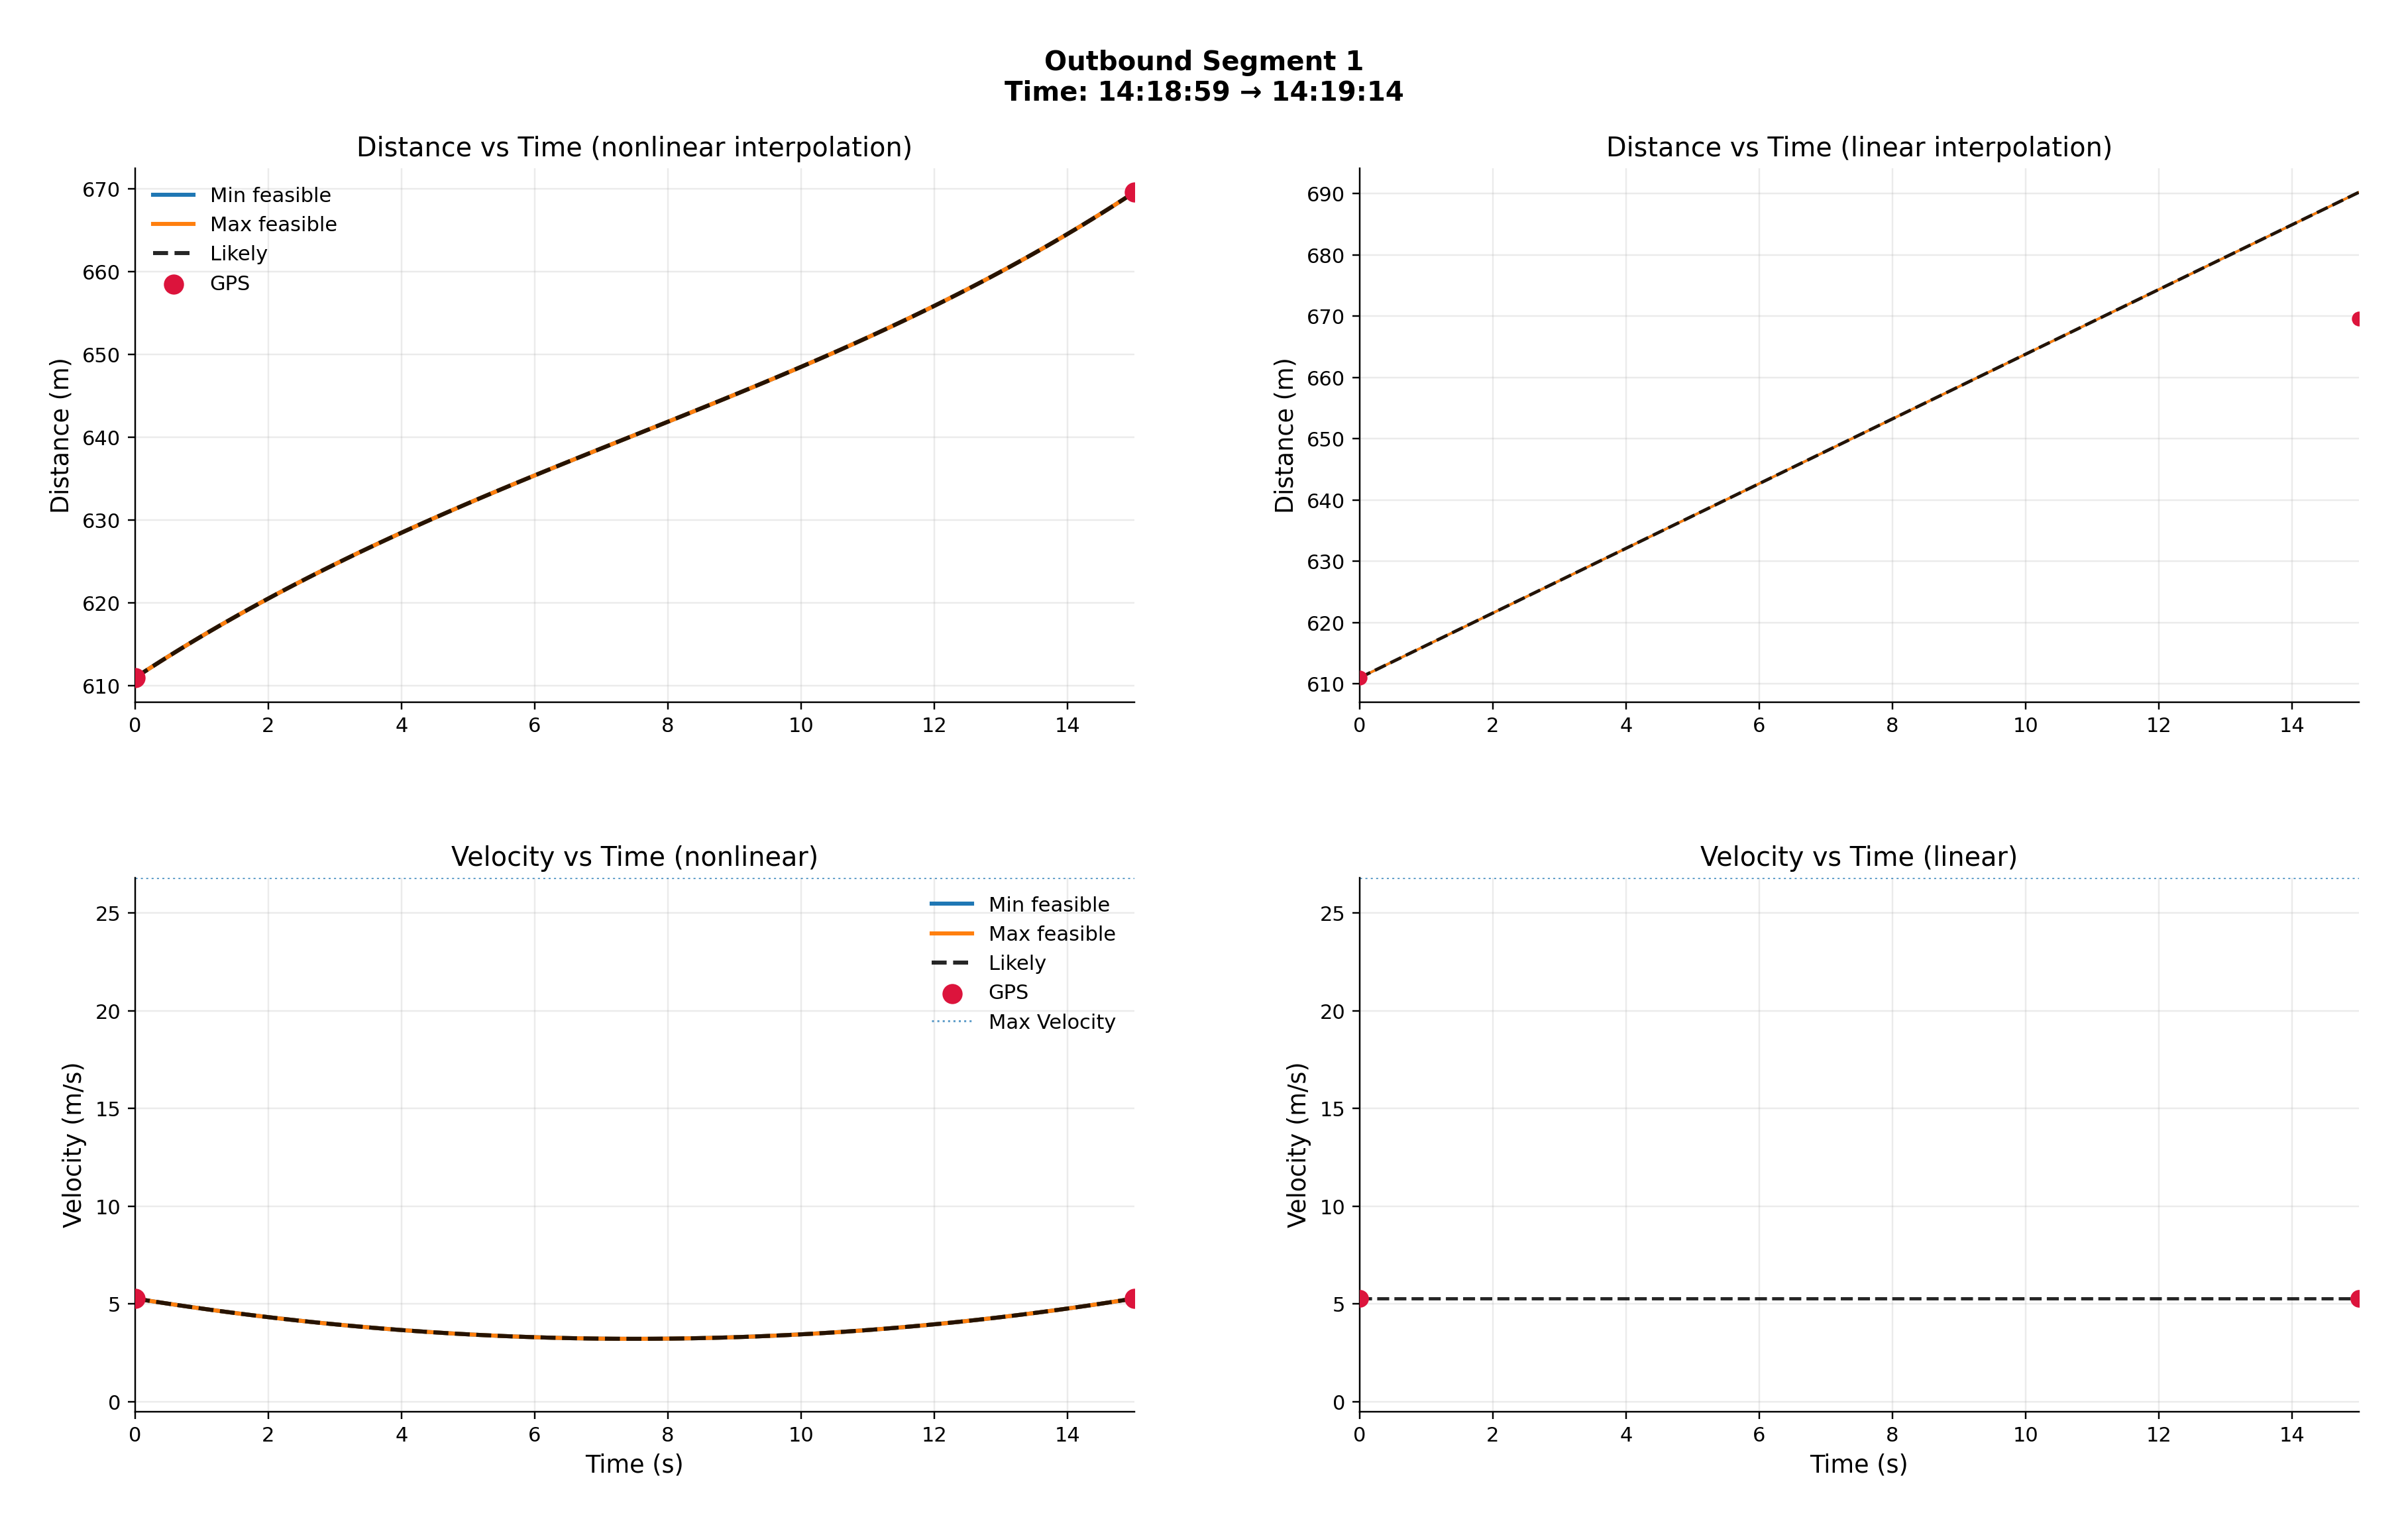 Outbound Segment 1
Time: 14:18:59 → 14:19:14
Distance vs Time (nonlinear interpolation)
Distance (m)
670
660
650
640
630
620
610
Min feasible
Max feasible
Likely
GPS
0 2 4 6 8 10 12 14
Distance vs Time (linear interpolation)
Distance (m)
690
680
670
660
650
640
630
620
610
0 2 4 6 8 10 12 14
Velocity vs Time (nonlinear)
Velocity (m/s)
25
20
15
10
5
0
Min feasible
Max feasible
Likely
GPS
Max Velocity
0 2 4 6 8 10 12 14
Time (s)
Velocity vs Time (linear)
Velocity (m/s)
25
20
15
10
5
0
0 2 4 6 8 10 12 14
Time (s)